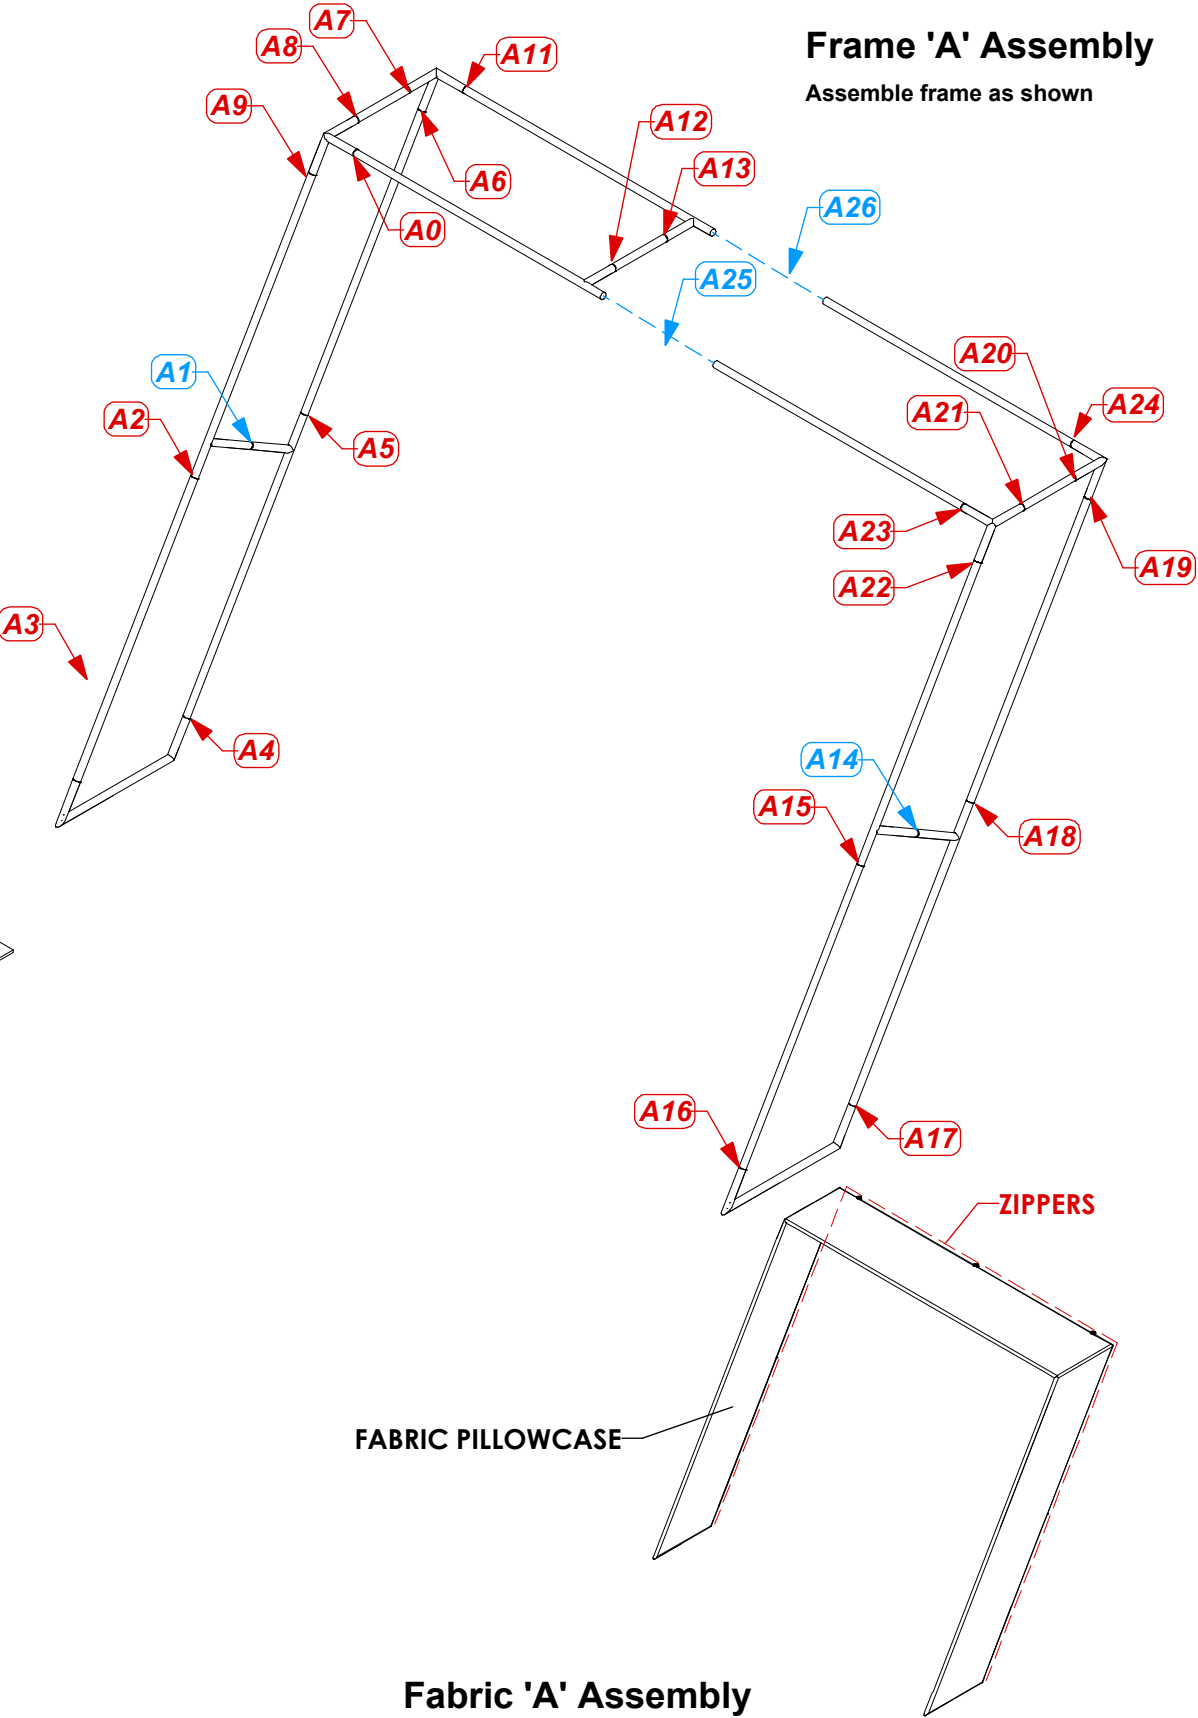 Frame 'A' Assembly
Assemble frame as shown
A7
A8
A11
A9
A12
A13
A6
A0
A26
A25
A1
A2
A5
A20
A24
A21
A23
A19
A22
A3
A4
A14
A15
A18
A16
A17
ZIPPERS
FABRIC PILLOWCASE
Fabric 'A' Assembly